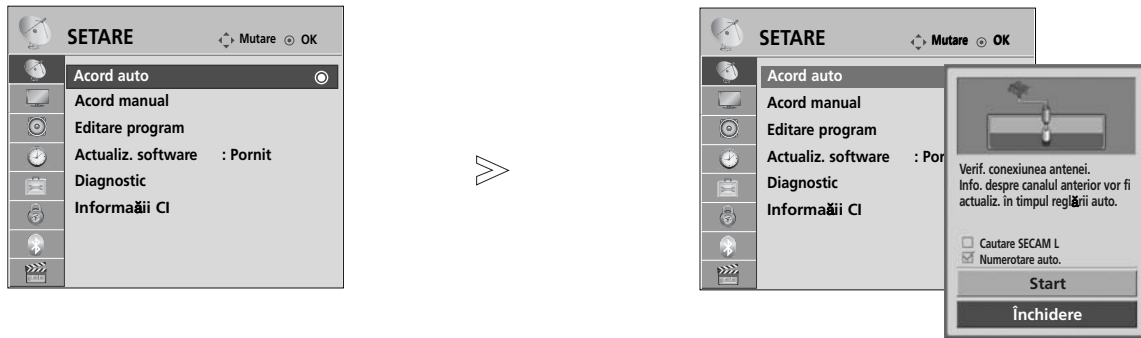 SETARE Mutare OK
Acord auto
Acord manual
Editare program
Actualiz. software : Pornit
Diagnostic
Informaăii CI
SETARE Mutare OK
Acord auto
Acord manual
Editare program
Actualiz. software : Por
Diagnostic
Informaăii CI
Verif. conexiunea antenei.
Info. despre canalul anterior vor fi
actualiz. în timpul reglării auto.
Cautare SECAM L
Numerotare auto.
Start
Închidere